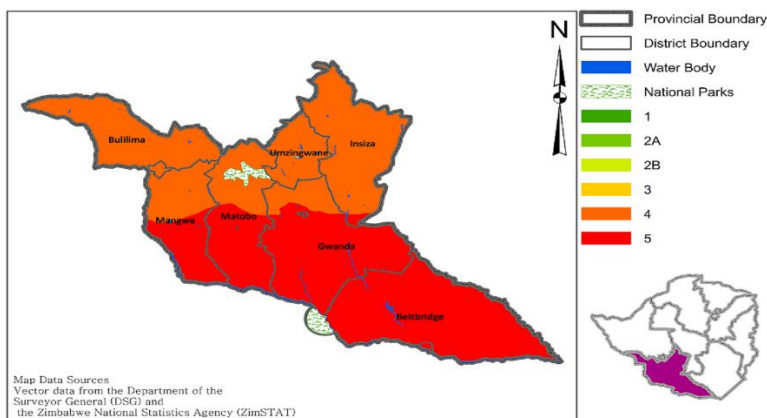 N
Bulilima
Umzingwane
Insiza
Mangwe
Matobo
Gwanda
Beitbridge
Map Data Sources
Vector data from the Department of the
Surveyor General (DSG) and
the Zimbabwe National Statistics Agency (ZimSTAT)
Provincial Boundary
District Boundary
Water Body
National Parks
1
2A
2B
3
4
5